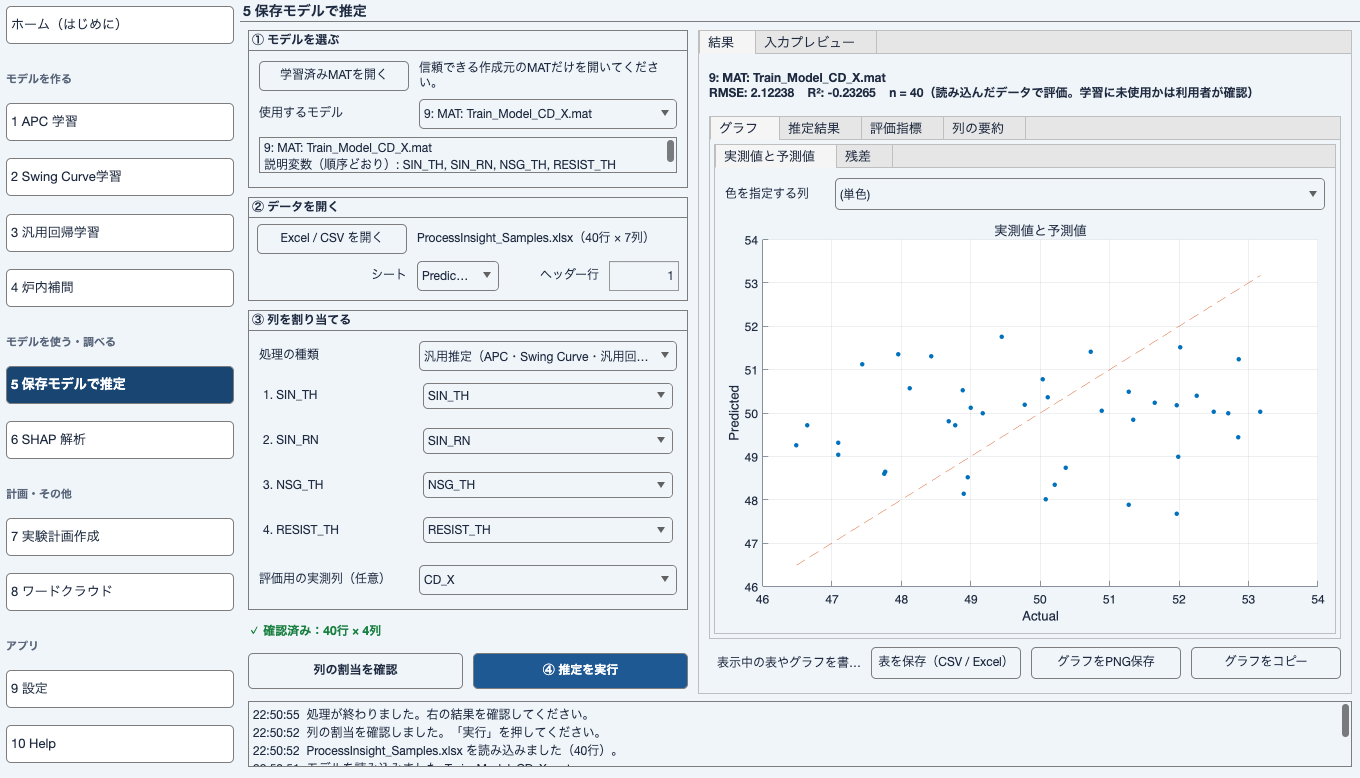 ホーム（はじめに）
モデルを作る
1 APC 学習
2 Swing Curve学習
3 汎用回帰学習
4 炉内補間
モデルを使う・調べる
5 保存モデルで推定
6 SHAP 解析
計画・その他
7 実験計画作成
8 ワードクラウド
アプリ
9 設定
10 Help
5 保存モデルで推定
① モデルを選ぶ
学習済みMATを開く
信頼できる作成元のMATだけを開いてくださ
い。
使用するモデル
9: MAT: Train_Model_CD_X.mat
9: MAT: Train_Model_CD_X.mat
説明変数（順序どおり）: SIN_TH, SIN_RN, NSG_TH, RESIST_TH
② データを開く
Excel / CSV を開く
ProcessInsight_Samples.xlsx（40行 × 7列）
シート
Predic...
ヘッダー行
1
③ 列を割り当てる
処理の種類
汎用推定（APC・Swing Curve・汎用回...
1. SIN_TH
SIN_TH
2. SIN_RN
SIN_RN
3. NSG_TH
NSG_TH
4. RESIST_TH
RESIST_TH
評価用の実測列（任意）
CD_X
✓ 確認済み：40行 × 4列
列の割当を確認
④ 推定を実行
結果
入力プレビュー
9: MAT: Train_Model_CD_X.mat
RMSE: 2.12238 R²: -0.23265 n = 40（読み込んだデータで評価。学習に未使用かは利用者が確認）
グラフ
推定結果
評価指標
列の要約
実測値と予測値
残差
色を指定する列
(単色)
実測値と予測値
54
53
52
51
50
49
48
47
46
Predicted
46
47
48
49
50
51
52
53
54
Actual
表示中の表やグラフを書...
表を保存（CSV / Excel）
グラフをPNG保存
グラフをコピー
22:50:55 処理が終わりました。右の結果を確認してください。
22:50:52 列の割当を確認しました。「実行」を押してください。
22:50:52 ProcessInsight_Samples.xlsx を読み込みました（40行）。